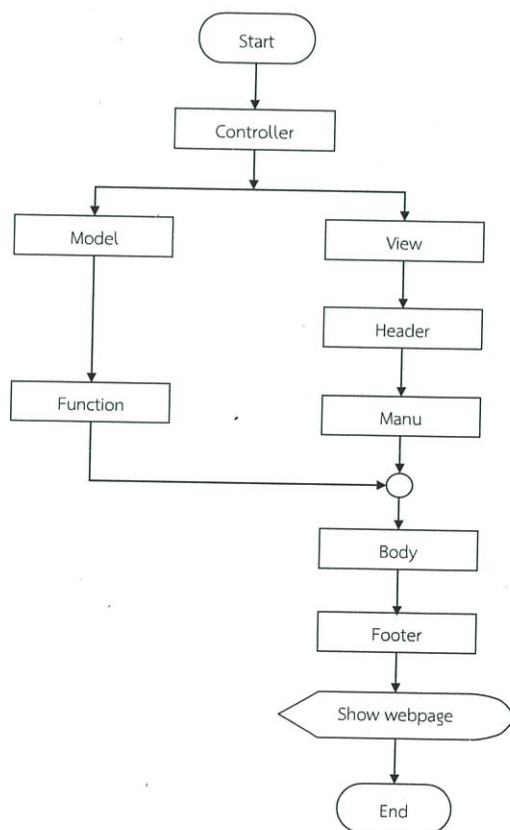 Start
Controller
Model
View
Header
Function
Manu
Body
Footer
Show webpage
End